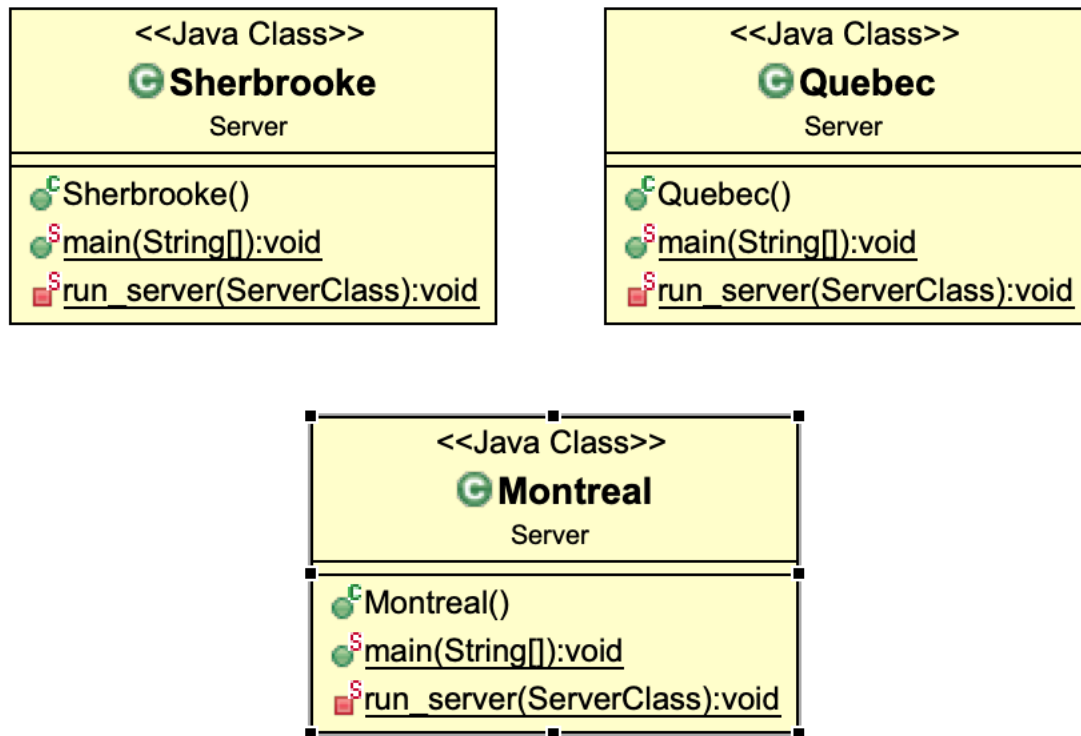 <<Java Class>>
Sherbrooke
Server
Sherbrooke()
main(String[]):void
run_server(ServerClass):void
<<Java Class>>
Quebec
Server
Quebec()
main(String[]):void
run_server(ServerClass):void
<<Java Class>>
Montreal
Server
Montreal()
main(String[]):void
run_server(ServerClass):void